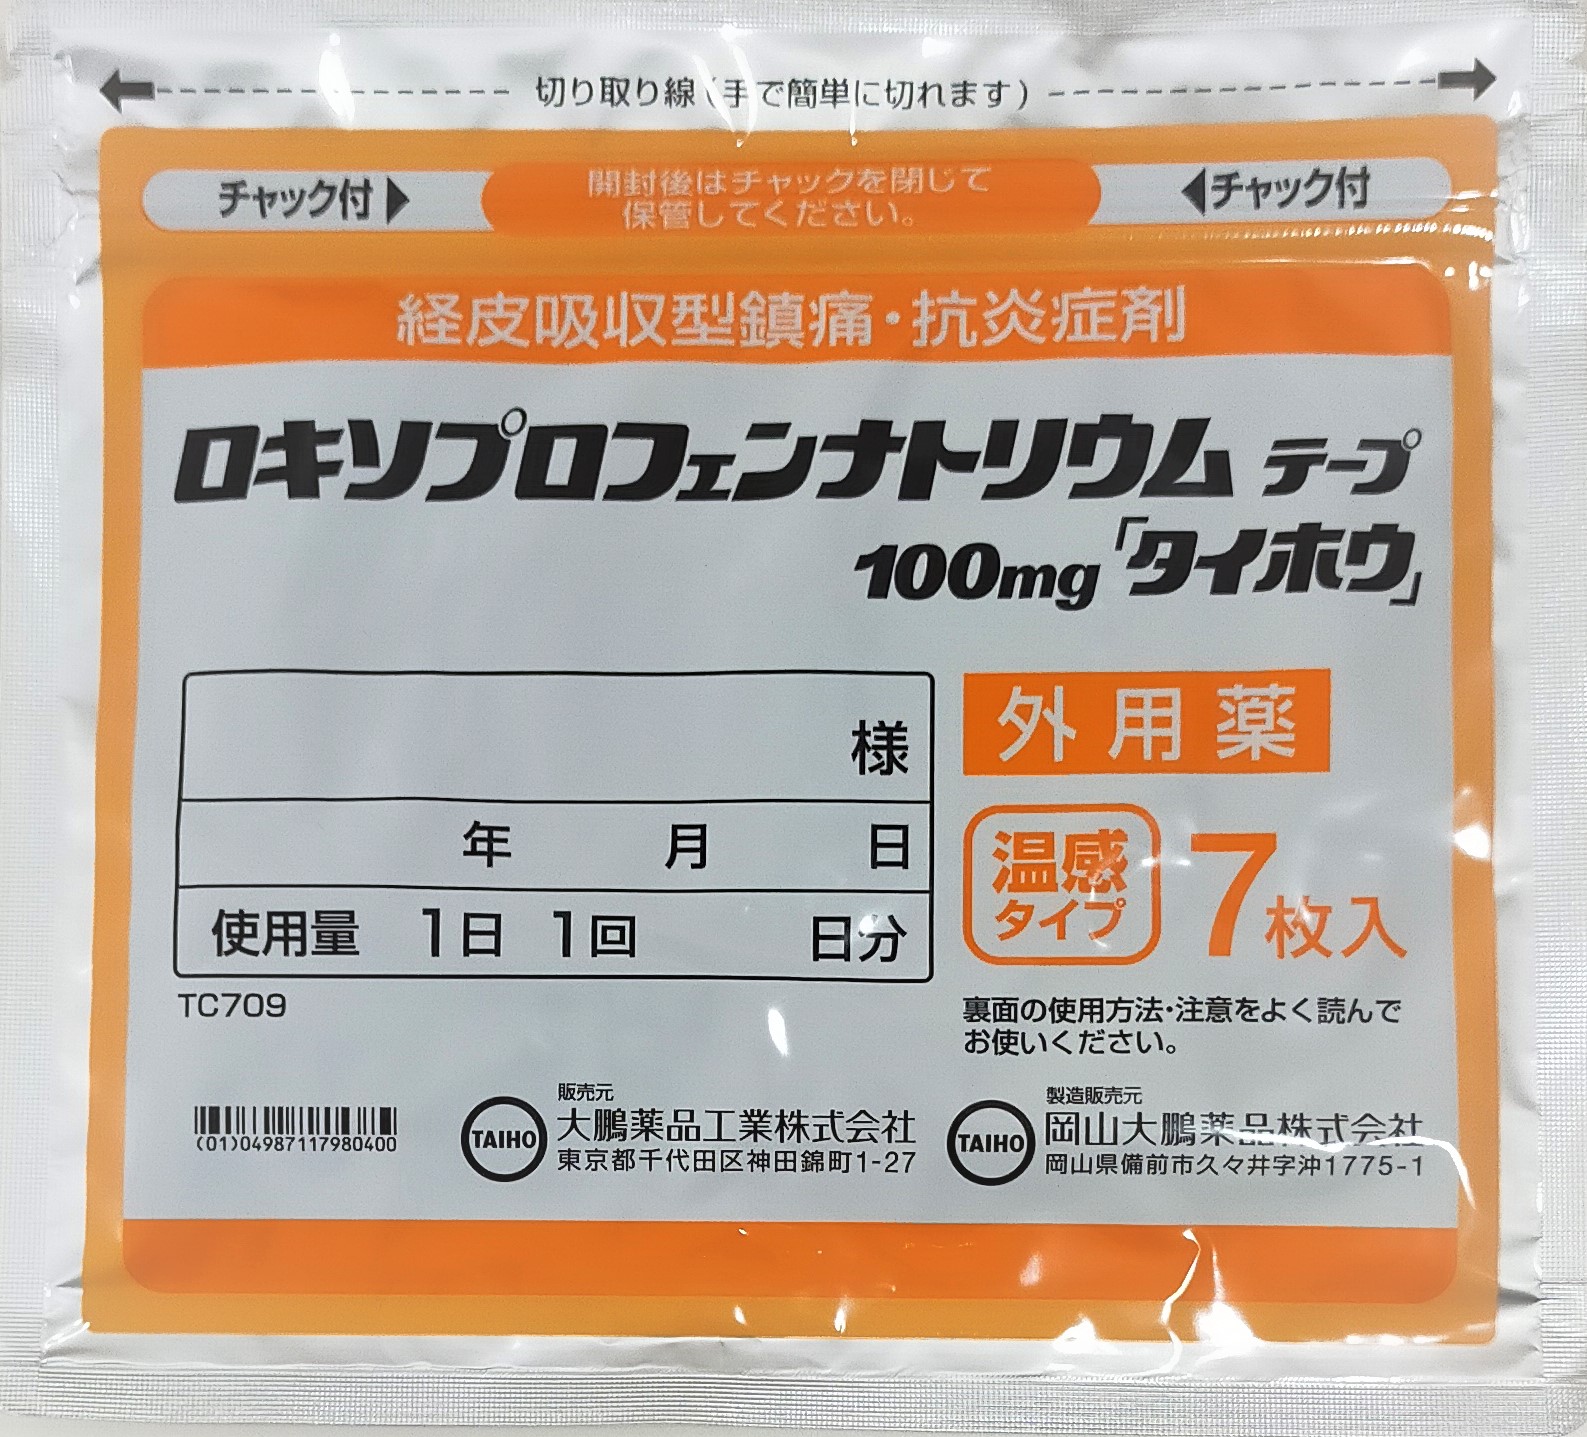 切り取り線（手で簡単に切れます）
チャック付▶
開封後はチャックを閉じて
保管してください。
◀チャック付
経皮吸収型鎮痛・抗炎症剤
ロキソプロフェンナトリウム テープ
100mg「タイホウ」
様
年 月 日
使用量 1日 1回 日分
TC709
外用薬
温感
タイプ
7枚入
裏面の使用方法・注意をよく読んで
お使いください。
(01)04987117980400
TAIHO
販売元
大鵬薬品工業株式会社
東京都千代田区神田錦町1-27
TAIHO
製造販売元
岡山大鵬薬品株式会社
岡山県備前市久々井字沖1775-1